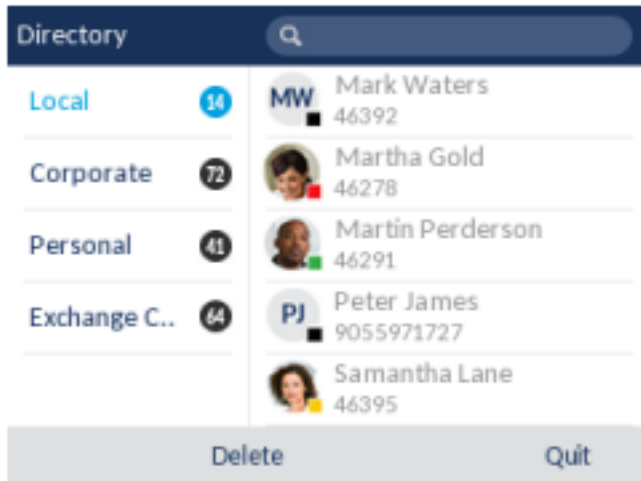 Directory
Local 14
Corporate 72
Personal 41
Exchange C.. 64
MW Mark Waters
46392
Martha Gold
46278
Martin Perderson
46291
PJ Peter James
9055971727
Samantha Lane
46395
Delete Quit